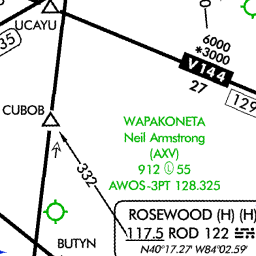 UCAYU
35
6000
*3000
V 144
27
129
CUBOB
332
WAPAKONETA
Neil Armstrong
(AXV)
912 Ⓛ 55
AWOS-3PT 128.325
ROSEWOOD (H) (H)
117.5 ROD 122
N40°17.27' W84°02.59'
BUTYN